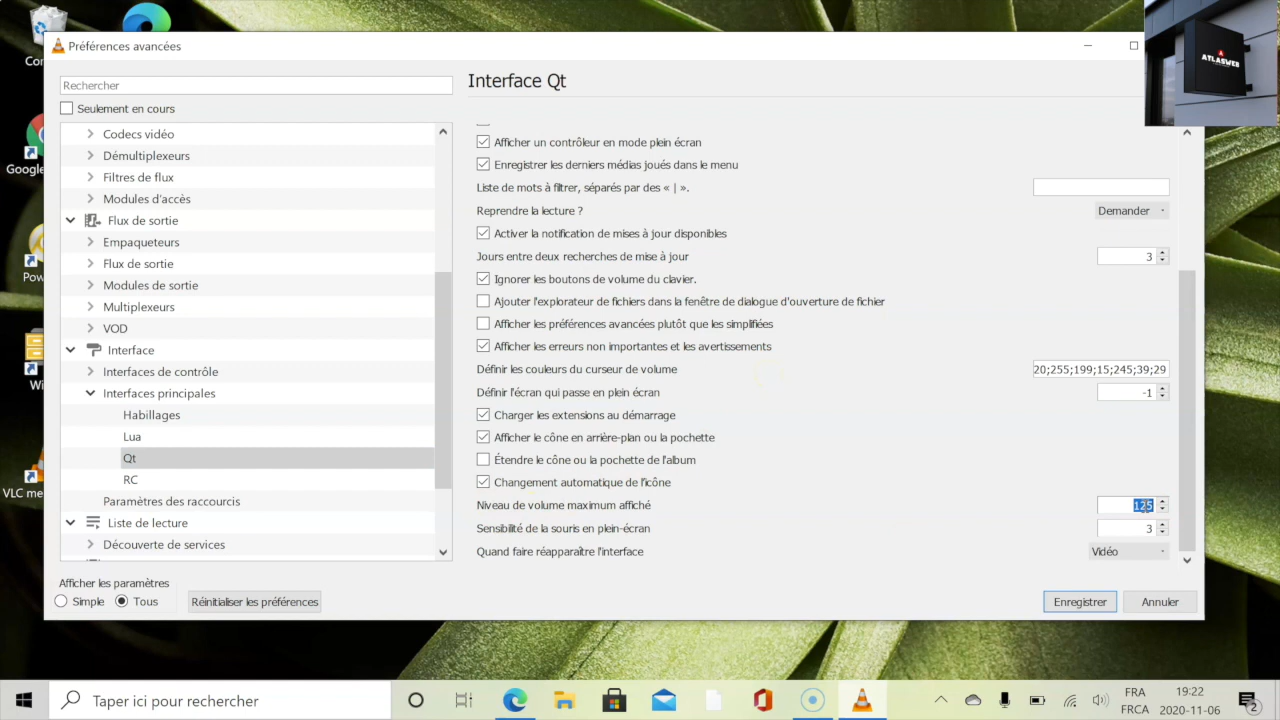 Préférences avancées
ATLASWEB
Rechercher
Interface Qt
Seulement en cours
Codecs vidéo
Démultiplexeurs
Filtres de flux
Modules d'accès
Flux de sortie
Empaqueteurs
Flux de sortie
Modules de sortie
Multiplexeurs
VOD
Interface
Interfaces de contrôle
Interfaces principales
Habillages
Lua
Qt
RC
Paramètres des raccourcis
Liste de lecture
Découverte de services
Afficher un contrôleur en mode plein écran
Enregistrer les derniers médias joués dans le menu
Liste de mots à filtrer, séparés par des « | ».
Reprendre la lecture ? Demander
Activer la notification de mises à jour disponibles
Jours entre deux recherches de mise à jour 3
Ignorer les boutons de volume du clavier.
Ajouter l'explorateur de fichiers dans la fenêtre de dialogue d'ouverture de fichier
Afficher les préférences avancées plutôt que les simplifiées
Afficher les erreurs non importantes et les avertissements
Définir les couleurs du curseur de volume 20;255;199;15;245;39;29
Définir l'écran qui passe en plein écran -1
Charger les extensions au démarrage
Afficher le cône en arrière-plan ou la pochette
Étendre le cône ou la pochette de l'album
Changement automatique de l'icône
Niveau de volume maximum affiché 125
Sensibilité de la souris en plein-écran 3
Quand faire réapparaître l'interface Vidéo
Afficher les paramètres
Simple Tous Réinitialiser les préférences
Enregistrer Annuler
Google
VLC me
Taper ici pour rechercher
FRA
FRCA
19:22
2020-11-06
2